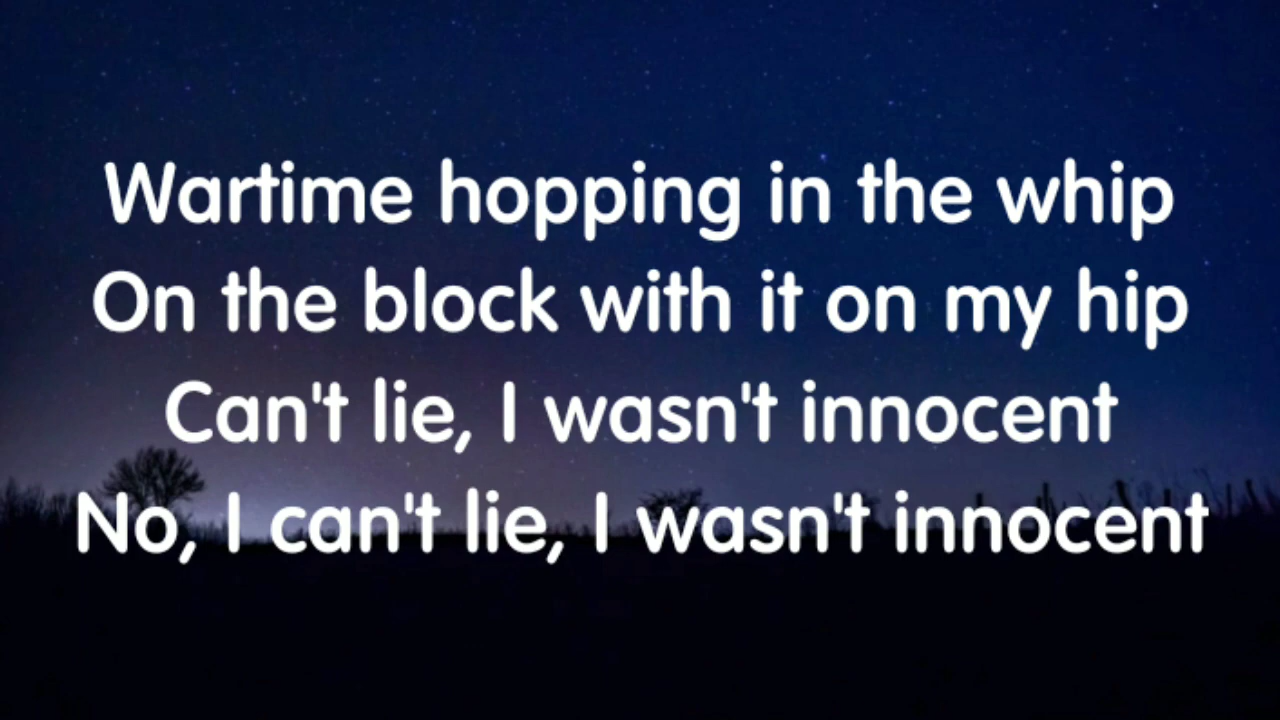 Wartime hopping in the whip
On the block with it on my hip
Can't lie, I wasn't innocent
No, I can't lie, I wasn't innocent